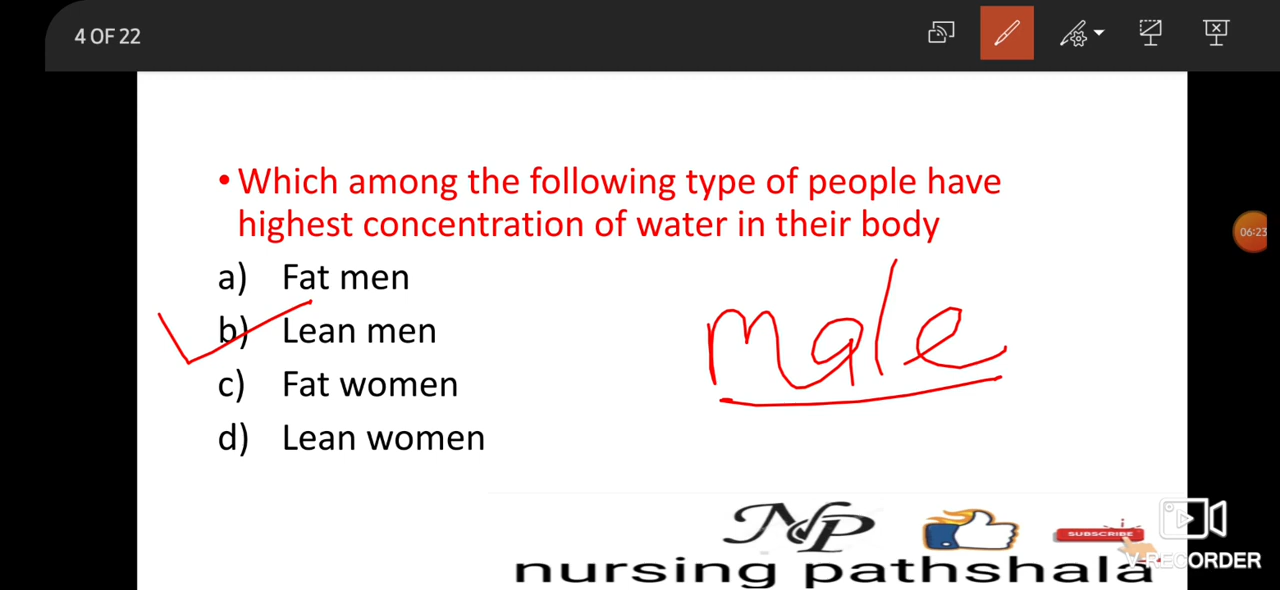 4 OF 22
• Which among the following type of people have
highest concentration of water in their body
a) Fat men
b) Lean men
c) Fat women
d) Lean women
male
06:23
NP
SUBSCRIBE
nursing pathshala
V RECORDER